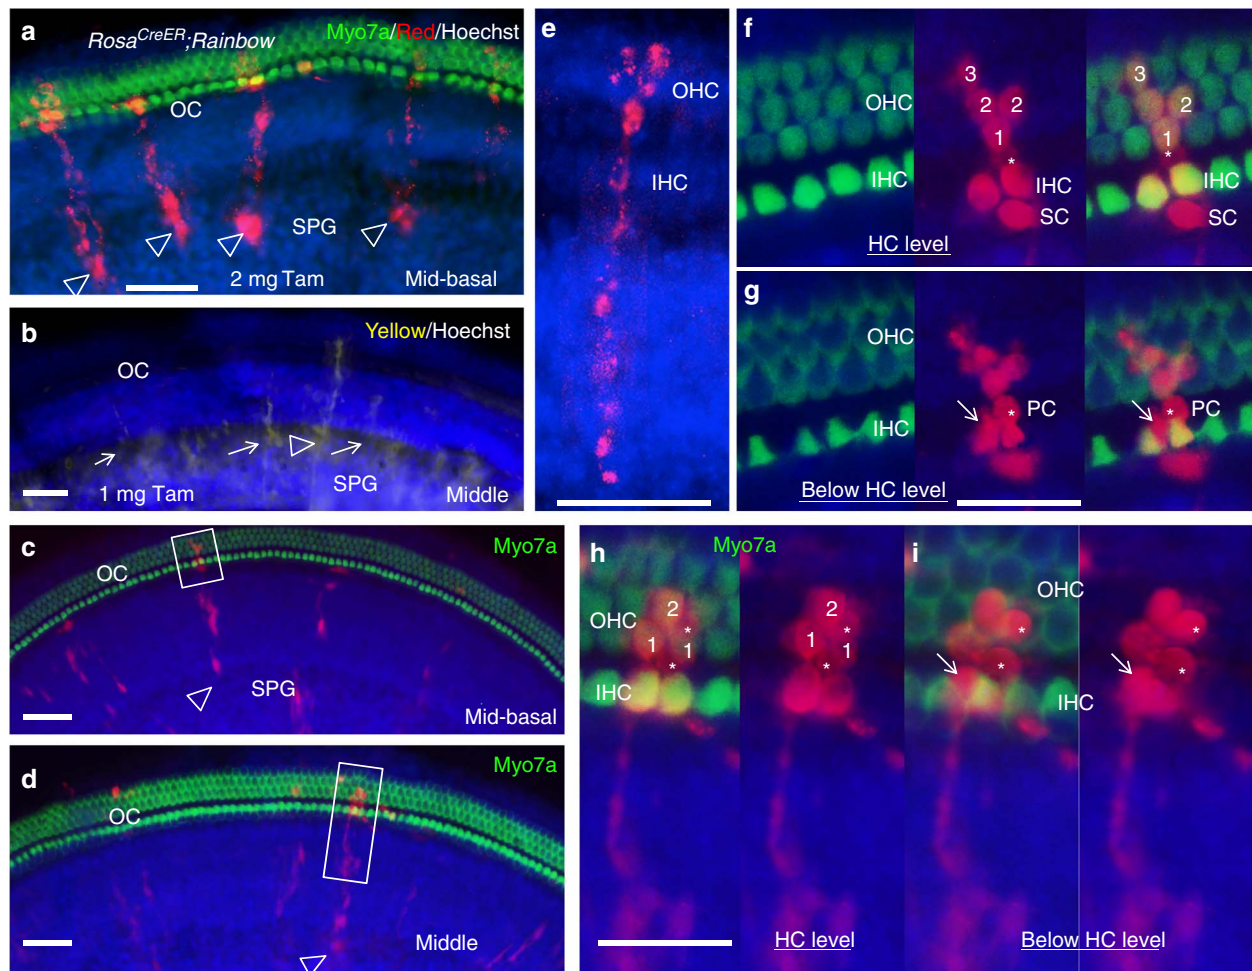 a
Rosa^CreER;Rainbow
Myo7a/Red/Hoechst
OC
SPG
2 mg Tam
Mid-basal
b
Yellow/Hoechst
OC
1 mg Tam
SPG
Middle
c
Myo7a
OC
SPG
Mid-basal
d
Myo7a
OC
Middle
e
OHC
IHC
f
OHC
IHC
3
2 2
1
*
IHC
SC
3
2
1
*
IHC
SC
HC level
g
OHC
IHC
PC
*
PC
*
Below HC level
h
Myo7a
OHC
IHC
2
1 * 1
*
2
1 * 1
*
HC level
i
OHC
IHC
*
*
*
*
Below HC level